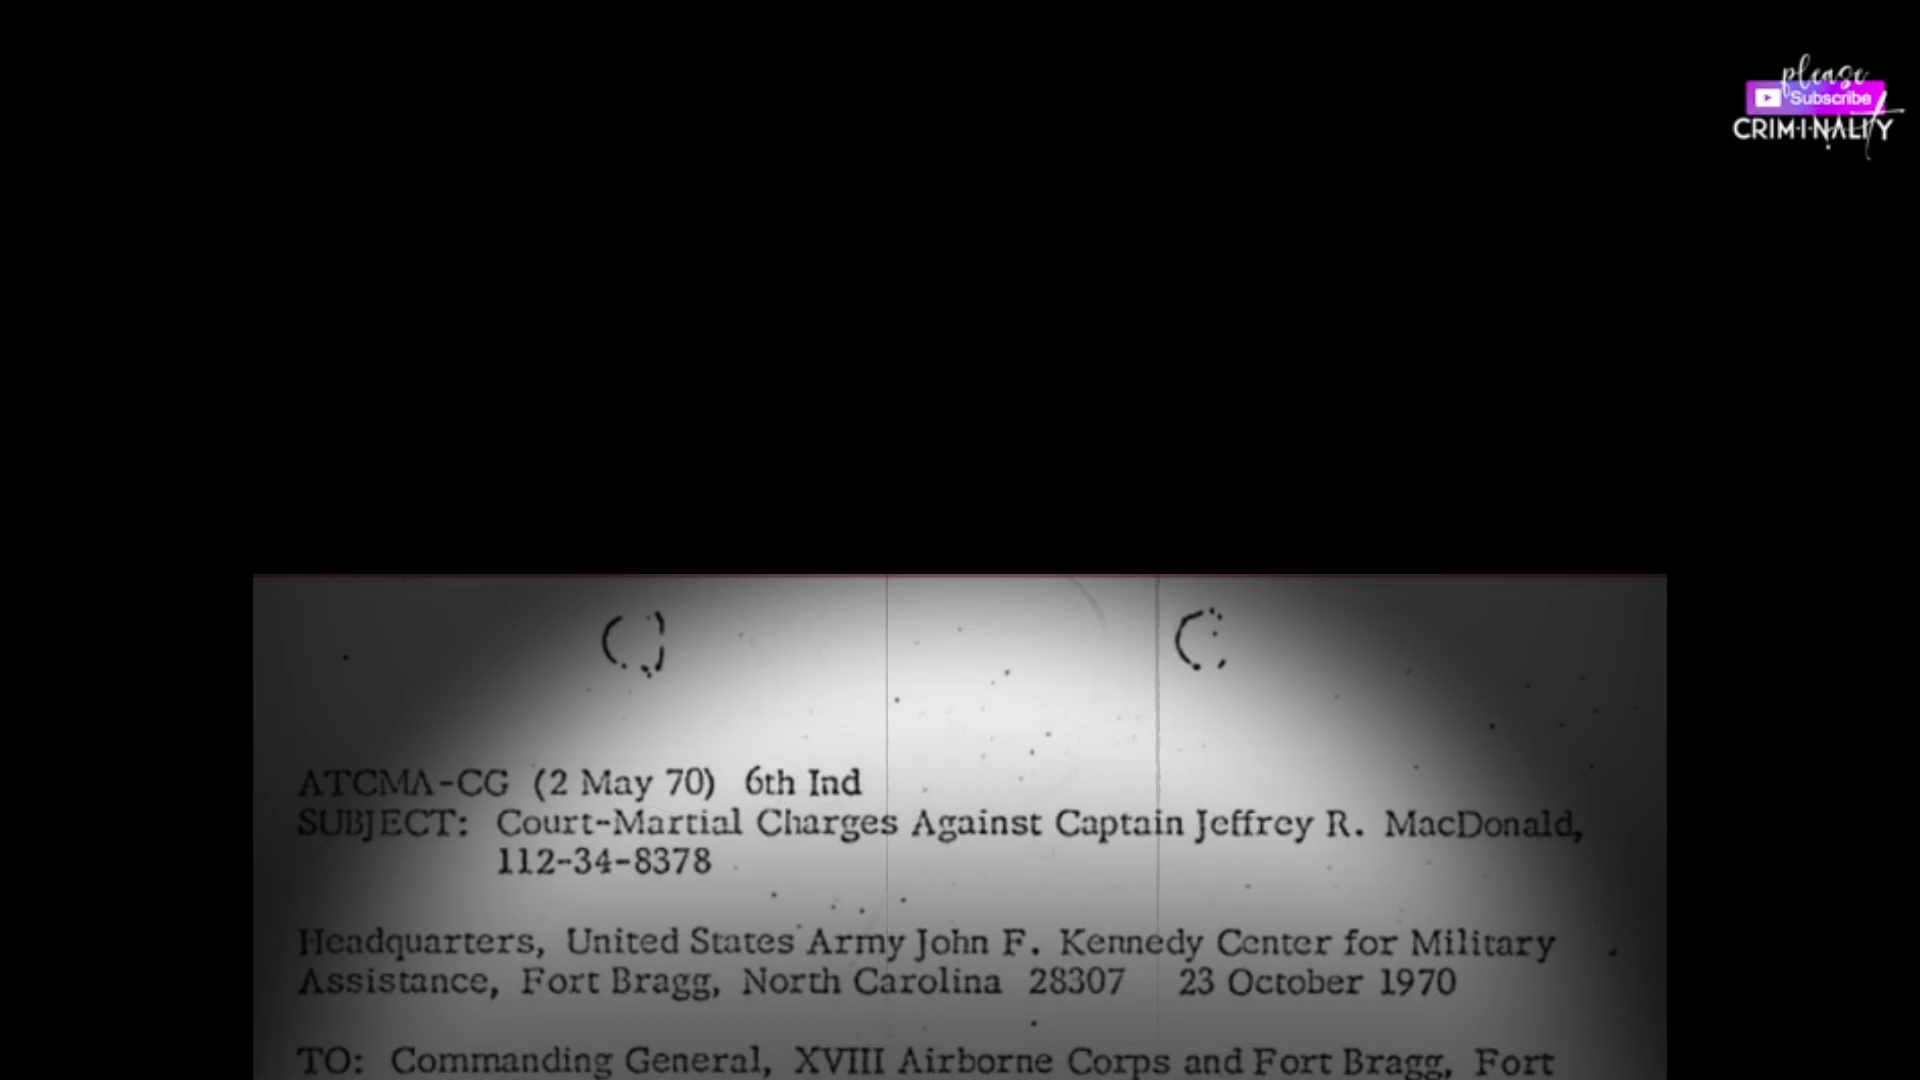 please
Subscribe
CRIMINALITY
ATCMA-CG (2 May 70) 6th Ind
SUBJECT: Court-Martial Charges Against Captain Jeffrey R. MacDonald,
112-34-8378
Headquarters, United States Army John F. Kennedy Center for Military
Assistance, Fort Bragg, North Carolina 28307 23 October 1970
TO: Commanding General, XVIII Airborne Corps and Fort Bragg, Fort